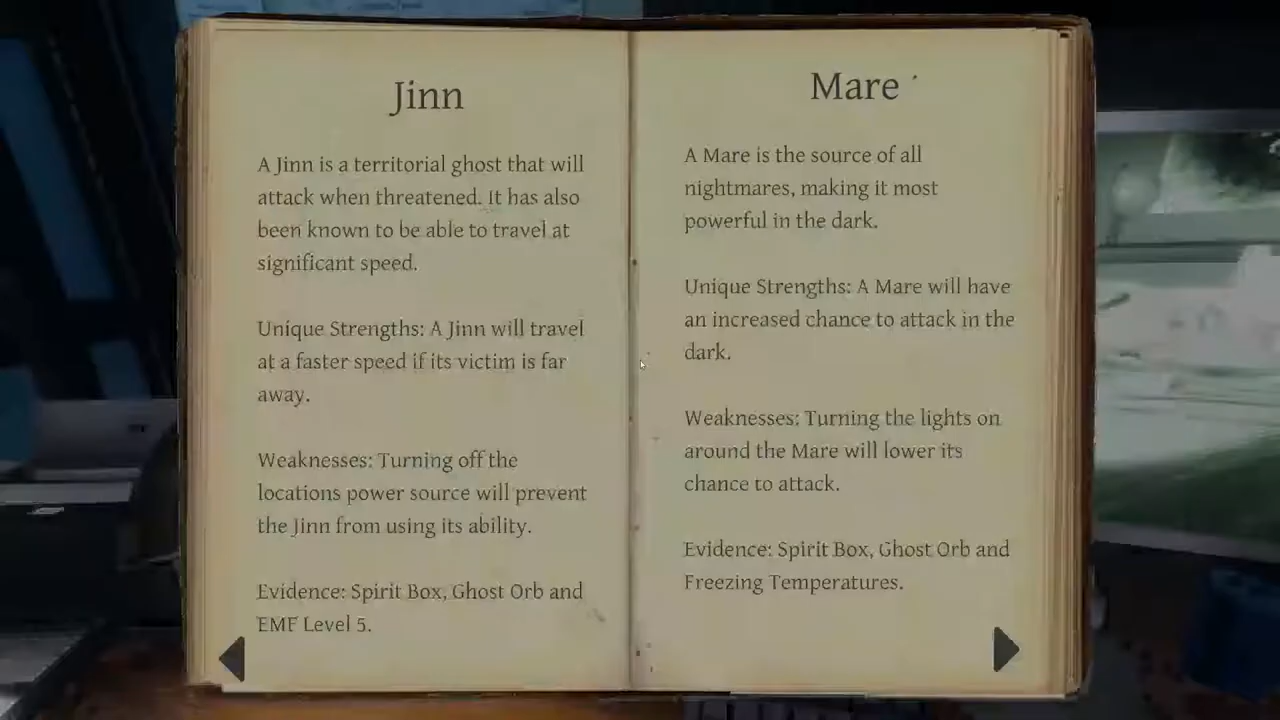 Jinn
A Jinn is a territorial ghost that will
attack when threatened. It has also
been known to be able to travel at
significant speed.
Unique Strengths: A Jinn will travel
at a faster speed if its victim is far
away.
Weaknesses: Turning off the
locations power source will prevent
the Jinn from using its ability.
Evidence: Spirit Box, Ghost Orb and
EMF Level 5.
Mare
A Mare is the source of all
nightmares, making it most
powerful in the dark.
Unique Strengths: A Mare will have
an increased chance to attack in the
dark.
Weaknesses: Turning the lights on
around the Mare will lower its
chance to attack.
Evidence: Spirit Box, Ghost Orb and
Freezing Temperatures.